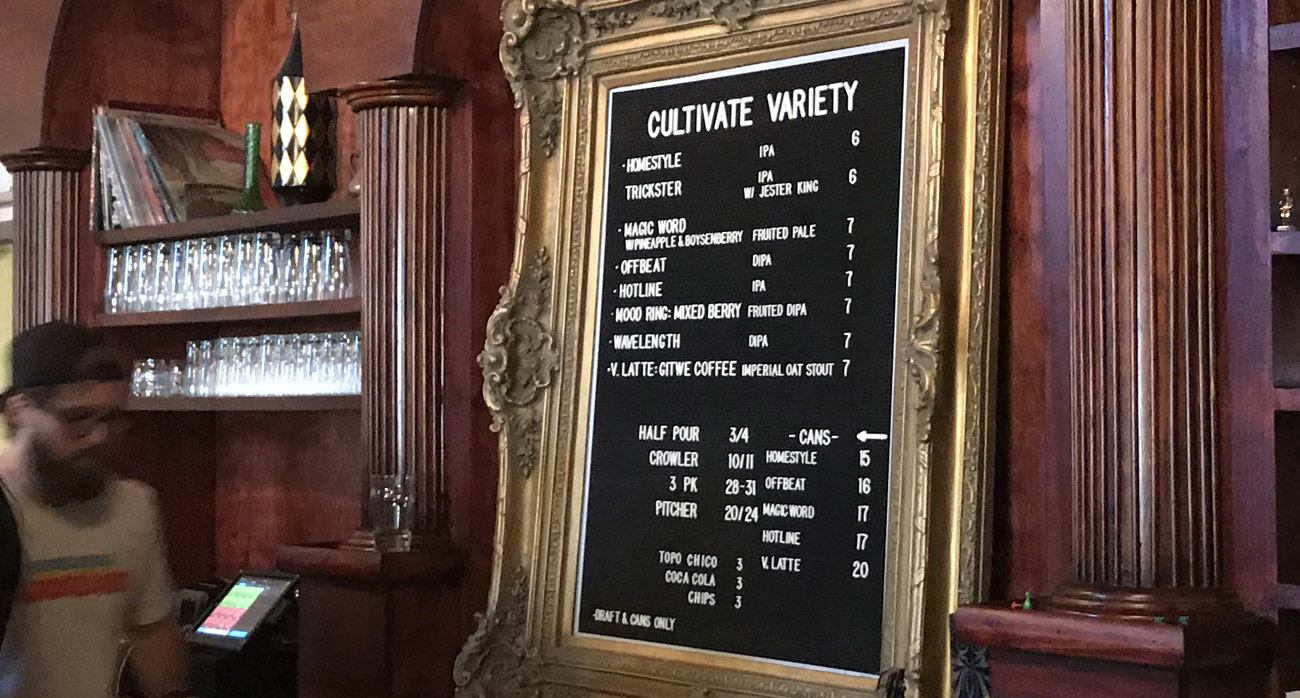 CULTIVATE VARIETY
·HOMESTYLE IPA 6
TRICKSTER IPA 6
W/ JESTER KING
·MAGIC WORD 7
W/PINEAPPLE & BOYSENBERRY FRUITED PALE
·OFFBEAT DIPA 7
·HOTLINE IPA 7
·MOOD RING: MIXED BERRY FRUITED DIPA 7
·WAVELENGTH DIPA 7
·V. LATTE: GITWE COFFEE IMPERIAL OAT STOUT 7
HALF POUR 3/4
CROWLER 10/11
3 PK 28-31
PITCHER 20/24
-CANS- ←
HOMESTYLE 15
OFFBEAT 16
MAGIC WORD 17
HOTLINE 17
V. LATTE 20
TOPO CHICO 3
COCA COLA 3
CHIPS 3
·DRAFT & CANS ONLY